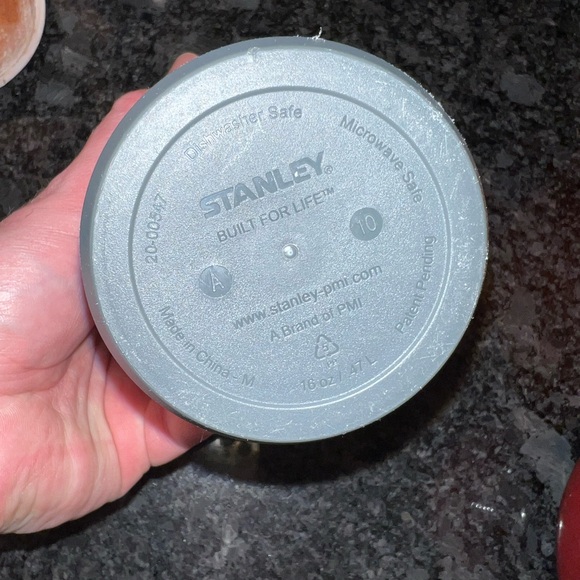 Dishwasher Safe
Microwave Safe
STANLEY®
BUILT FOR LIFE™
20-00547
A
10
www.stanley-pmi.com
A Brand of PMI
Patent Pending
Made in China - M
16 oz / .47 L